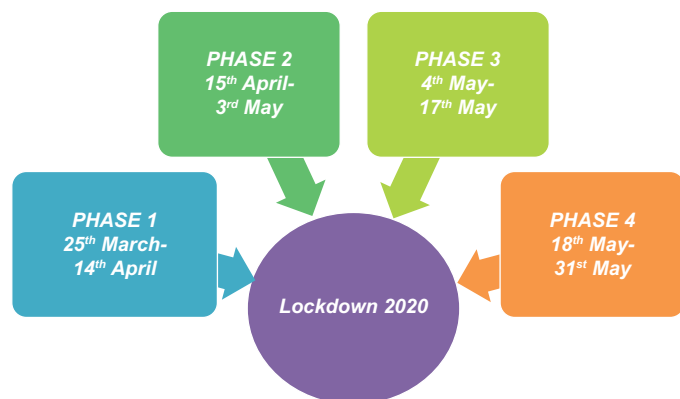 PHASE 1
25th March-
14th April
PHASE 2
15th April-
3rd May
PHASE 3
4th May-
17th May
PHASE 4
18th May-
31st May
Lockdown 2020